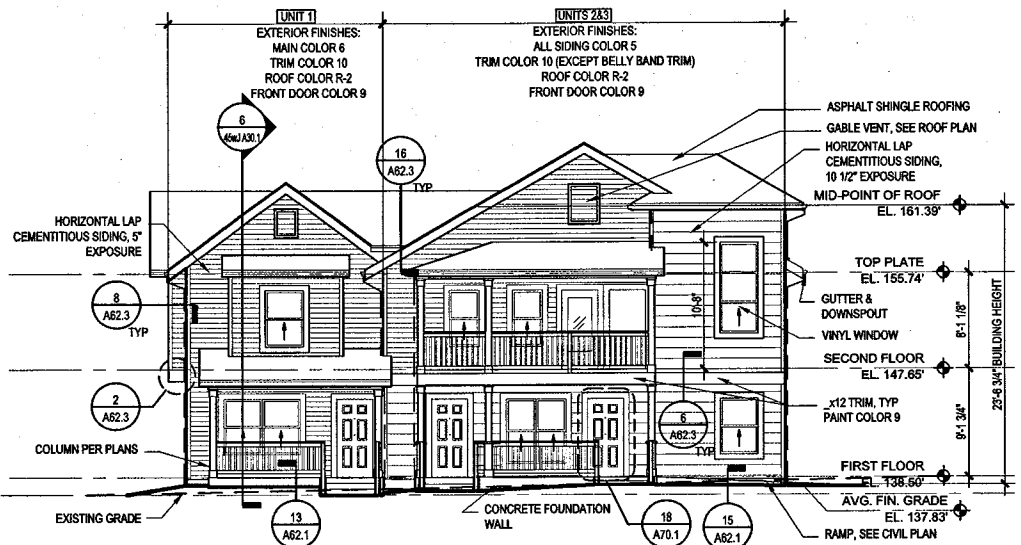 UNIT 1
EXTERIOR FINISHES:
MAIN COLOR 6
TRIM COLOR 10
ROOF COLOR R-2
FRONT DOOR COLOR 9
UNITS 2&3
EXTERIOR FINISHES:
ALL SIDING COLOR 5
TRIM COLOR 10 (EXCEPT BELLY BAND TRIM)
ROOF COLOR R-2
FRONT DOOR COLOR 9
6
A30.1
16
A62.3
TYP
ASPHALT SHINGLE ROOFING
GABLE VENT, SEE ROOF PLAN
HORIZONTAL LAP
CEMENTITIOUS SIDING,
10 1/2" EXPOSURE
MID-POINT OF ROOF
EL. 161.39'
HORIZONTAL LAP
CEMENTITIOUS SIDING, 5"
EXPOSURE
TOP PLATE
EL. 155.74'
8
A62.3
TYP
10'-8"
GUTTER &
DOWNSPOUT
VINYL WINDOW
8'-1 1/8"
23'-6 3/4" BUILDING HEIGHT
SECOND FLOOR
EL. 147.65'
2
A62.3
_x12 TRIM, TYP
PAINT COLOR 9
6
A62.3
TYP
9'-1 3/4"
COLUMN PER PLANS
FIRST FLOOR
EL. 138.50'
AVG. FIN. GRADE
EL. 137.83'
EXISTING GRADE
13
A62.1
CONCRETE FOUNDATION
WALL
18
A70.1
15
A62.1
RAMP, SEE CIVIL PLAN